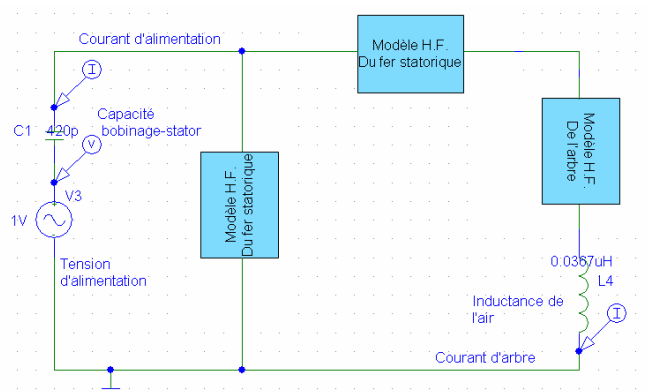 Courant d'alimentation
Modèle H.F.
Du fer statorique
I
Capacité
bobinage-stator
C1
420p
V
V3
1V
Modèle H.F.
Du fer statorique
Modèle H.F.
De l'arbre
Tension
d'alimentation
0.0367uH
L4
Inductance de
l'air
I
Courant d'arbre